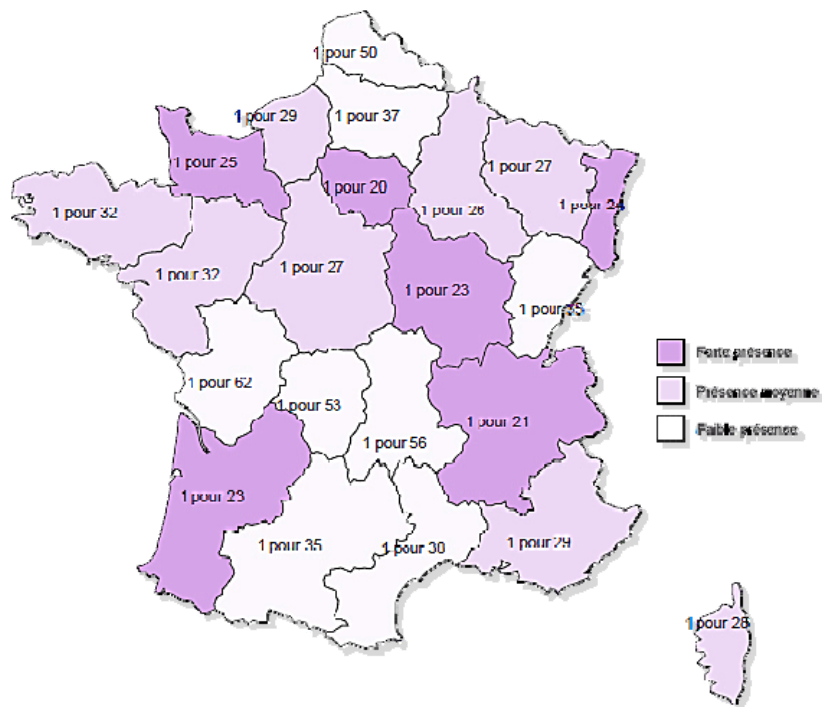 1 pour 50
1 pour 29
1 pour 37
1 pour 25
1 pour 20
1 pour 27
1 pour 24
1 pour 32
1 pour 26
1 pour 32
1 pour 27
1 pour 23
1 pour 35
Forte présence
Présence moyenne
Faible présence
1 pour 62
1 pour 53
1 pour 56
1 pour 21
1 pour 23
1 pour 35
1 pour 30
1 pour 29
1 pour 28